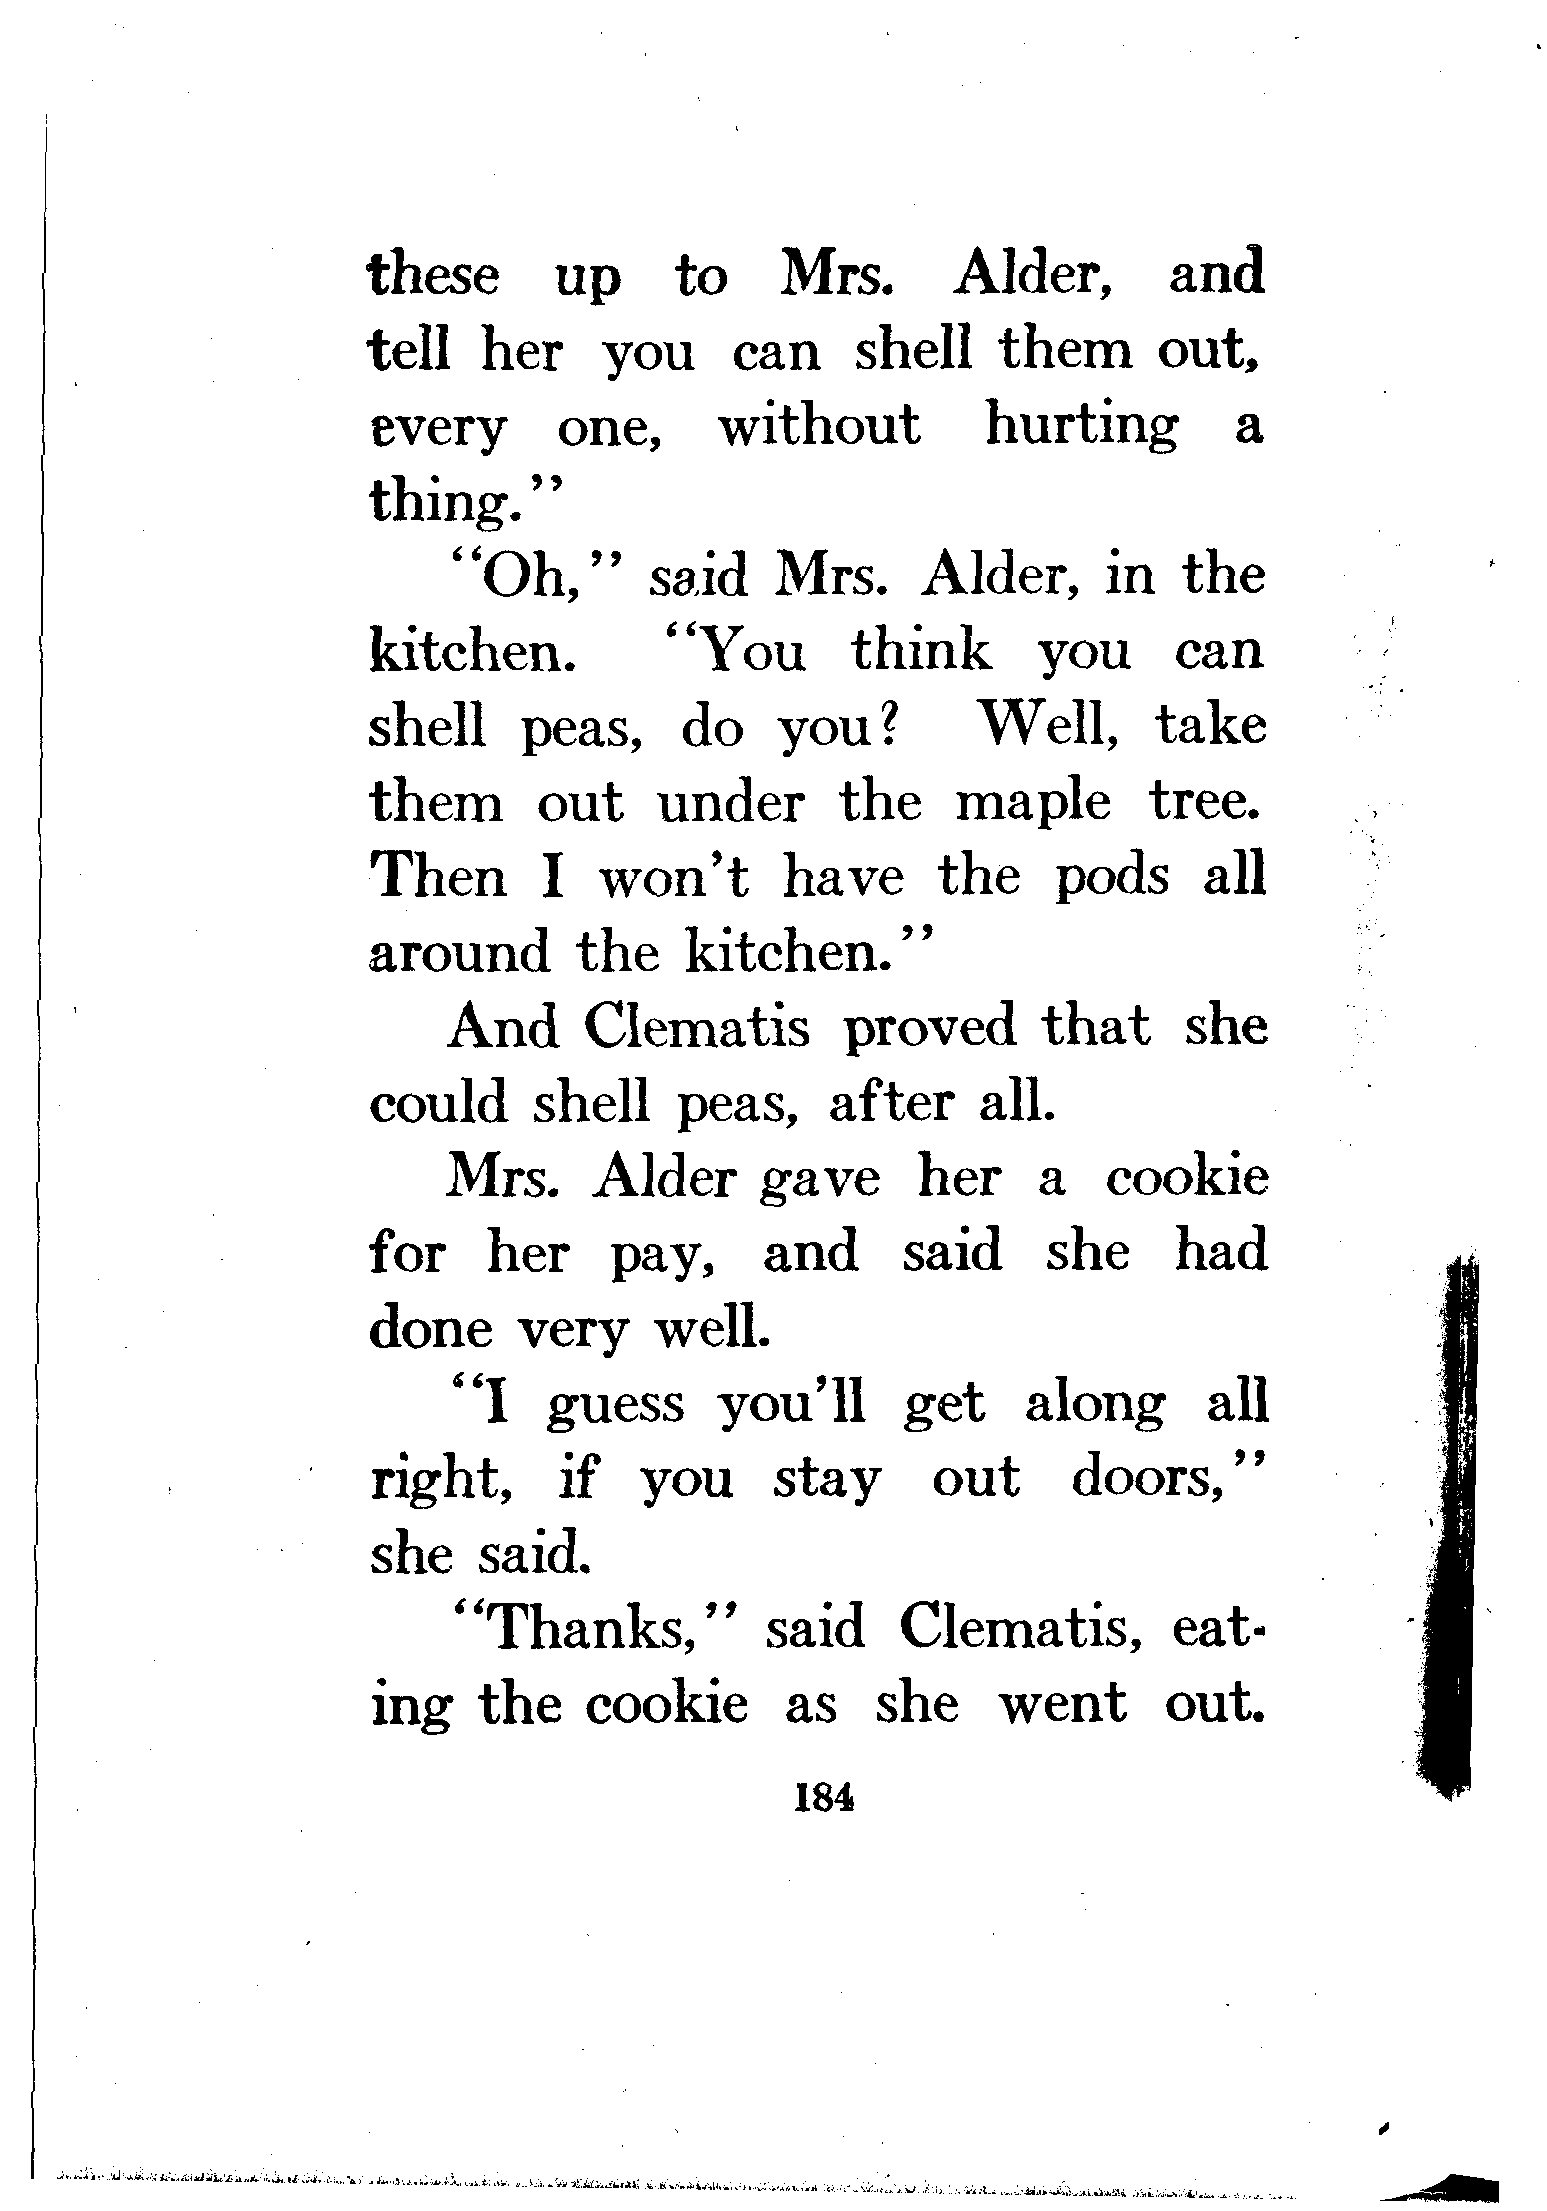 these up to Mrs. Alder, and
tell her you can shell them out,
every one, without hurting a
thing."
"Oh," said Mrs. Alder, in the
kitchen. "You think you can
shell peas, do you? Well, take
them out under the maple tree.
Then I won't have the pods all
around the kitchen."
And Clematis proved that she
could shell peas, after all.
Mrs. Alder gave her a cookie
for her pay, and said she had
done very well.
"I guess you'll get along all
right, if you stay out doors,"
she said.
"Thanks," said Clematis, eat-
ing the cookie as she went out.
184